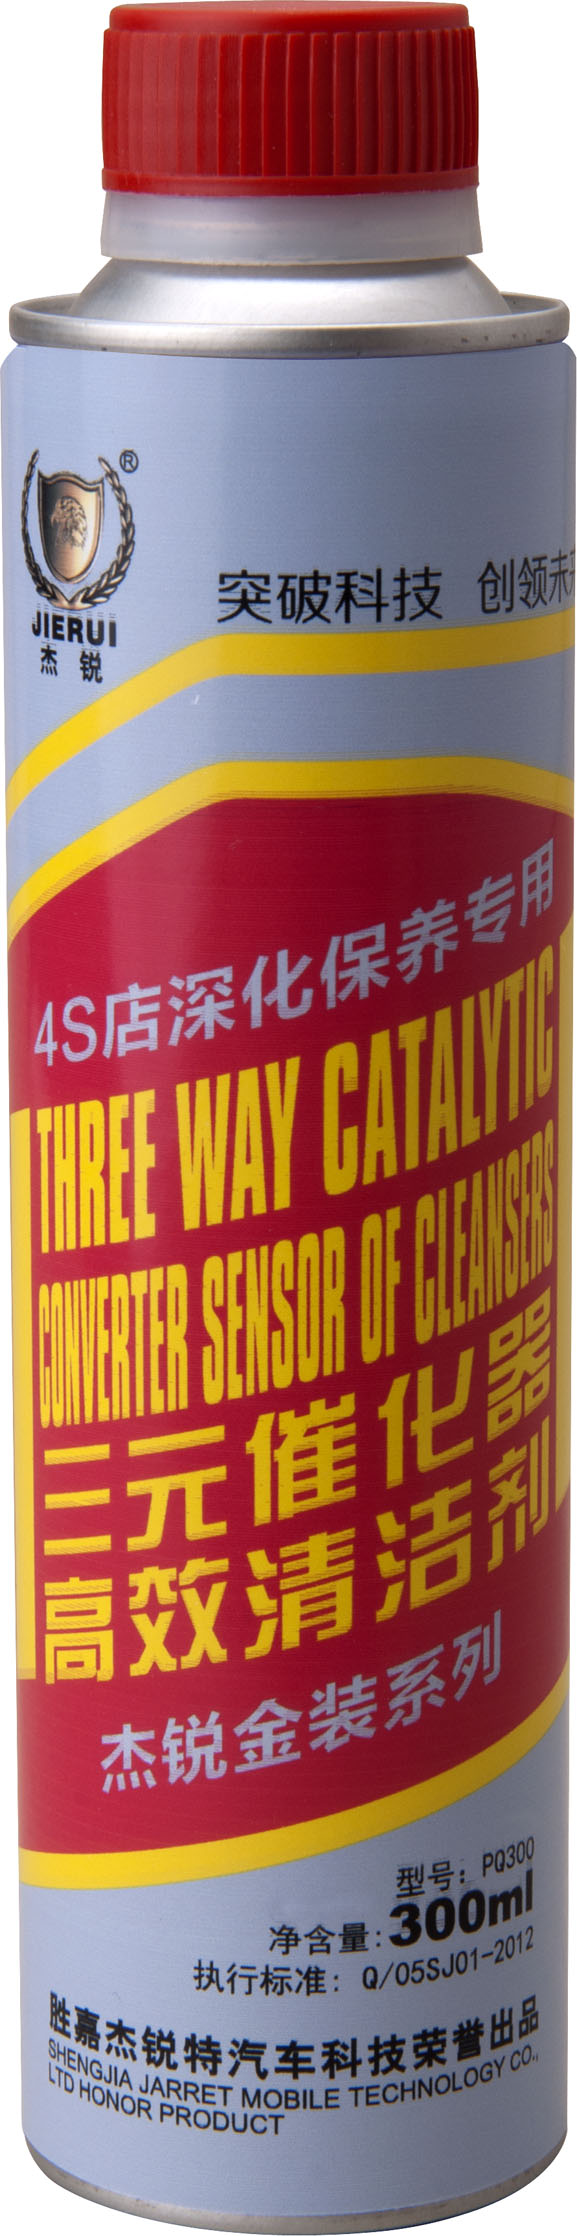 ®
JIERUI
杰 锐
突破科技 创领未
4S店深化保养专用
THREE WAY CATALYTIC
CONVERTER SENSOR OF CLEANSERS
三元催化器
高效清洁剂
杰锐金装系列
型号: PQ300
净含量:300ml
执行标准: Q/05SJ01-2012
胜嘉杰锐特汽车科技荣誉出品
SHENGJIA JARRET MOBILE TECHNOLOGY CO.,
LTD HONOR PRODUCT